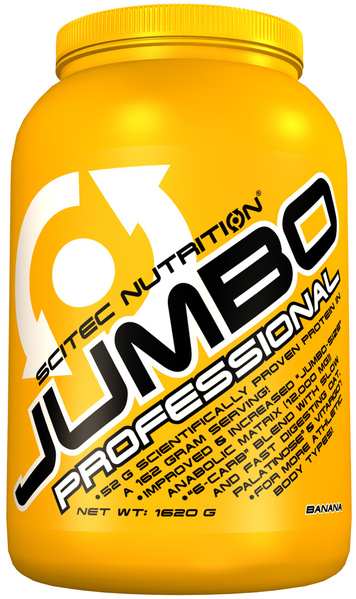 SCITEC NUTRITION®
JUMBO
PROFESSIONAL
• 52 G SCIENTIFICALLY PROVEN PROTEIN IN
A 162 GRAM SERVING!
• IMPROVED & INCREASED "JUMBO-SIZE"
ANABOLIC MATRIX (12,000 MG)!
• "6-CARB" BLEND WITH SLOW
AND FAST DIGESTING OAT,
PALATINOSE & VITARGO!
• FOR MORE ATHLETIC
BODY TYPES!
NET WT: 1620 G
BANANA